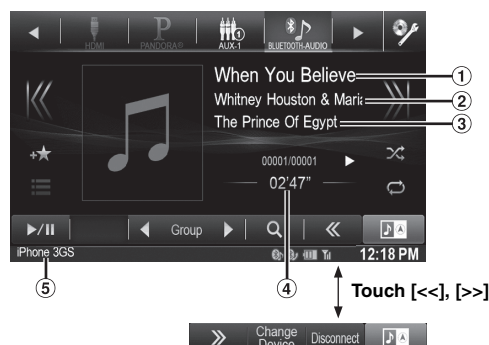 HDMI
PANDORA®
AUX-1
BLUETOOTH-AUDIO
When You Believe
1
Whitney Houston & Maria
2
The Prince Of Egypt
3
00001/00001
02'47"
Group
iPhone 3GS
12:18 PM
5
4
Touch [<<], [>>]
Change Device
Disconnect